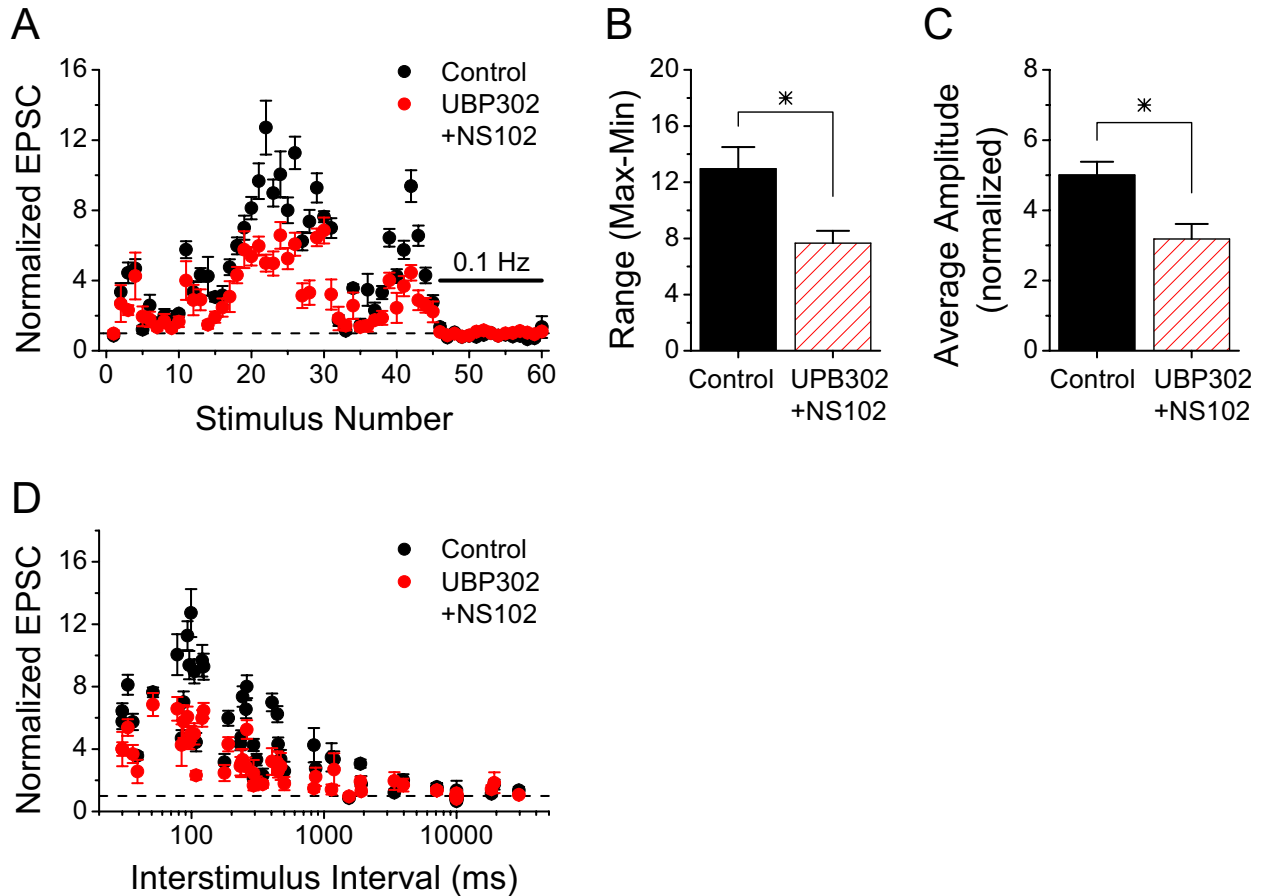 A
Normalized EPSC
16
12
8
4
0
Control
UBP302
+NS102
0.1 Hz
0 10 20 30 40 50 60
Stimulus Number
B
Range (Max-Min)
20
16
12
8
4
0
*
Control UPB302
+NS102
C
Average Amplitude
(normalized)
8
6
4
2
0
*
Control UBP302
+NS102
D
Normalized EPSC
16
12
8
4
0
Control
UBP302
+NS102
100 1000 10000
Interstimulus Interval (ms)